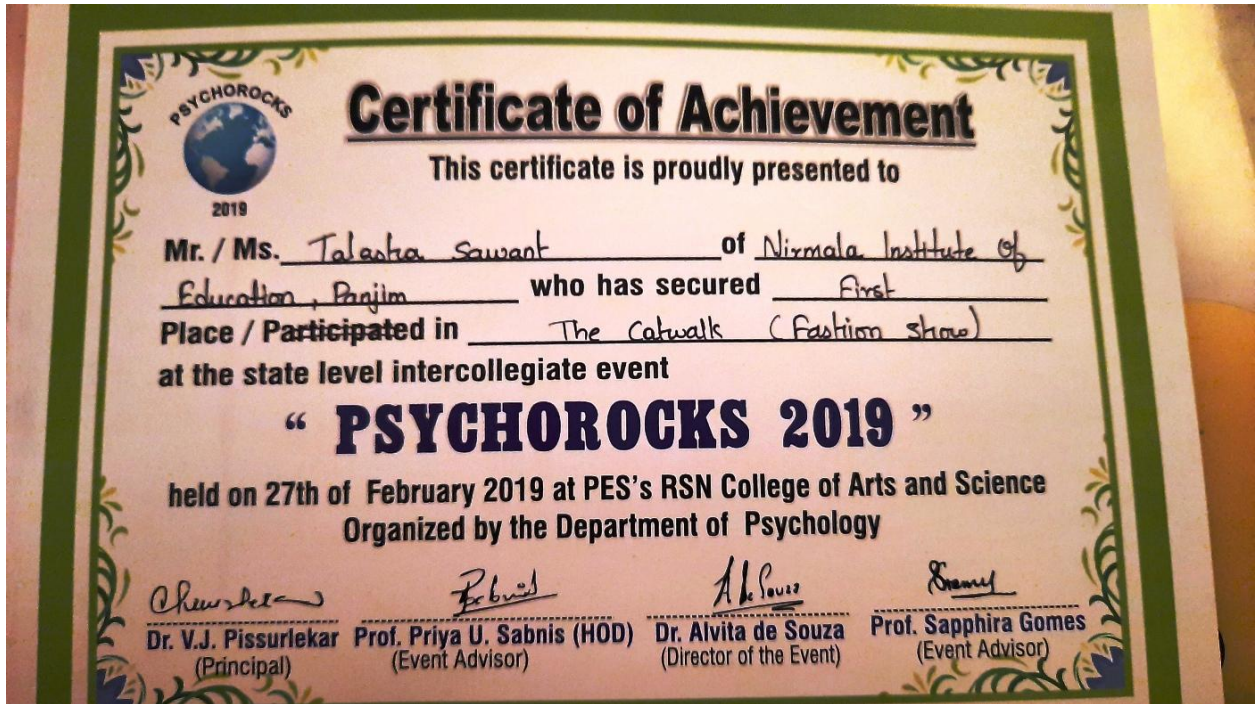 PSYCHOROCKS
2019
Certificate of Achievement
This certificate is proudly presented to
Mr. / Ms. Talasha Sawant of Nirmala Institute of
Education, Panjim who has secured First
Place / Participated in The Catwalk (Fashion show)
at the state level intercollegiate event
“ PSYCHOROCKS 2019 ”
held on 27th of February 2019 at PES's RSN College of Arts and Science
Organized by the Department of Psychology
Dr. V.J. Pissurlekar Prof. Priya U. Sabnis (HOD) Dr. Alvita de Souza Prof. Sapphira Gomes
(Principal) (Event Advisor) (Director of the Event) (Event Advisor)